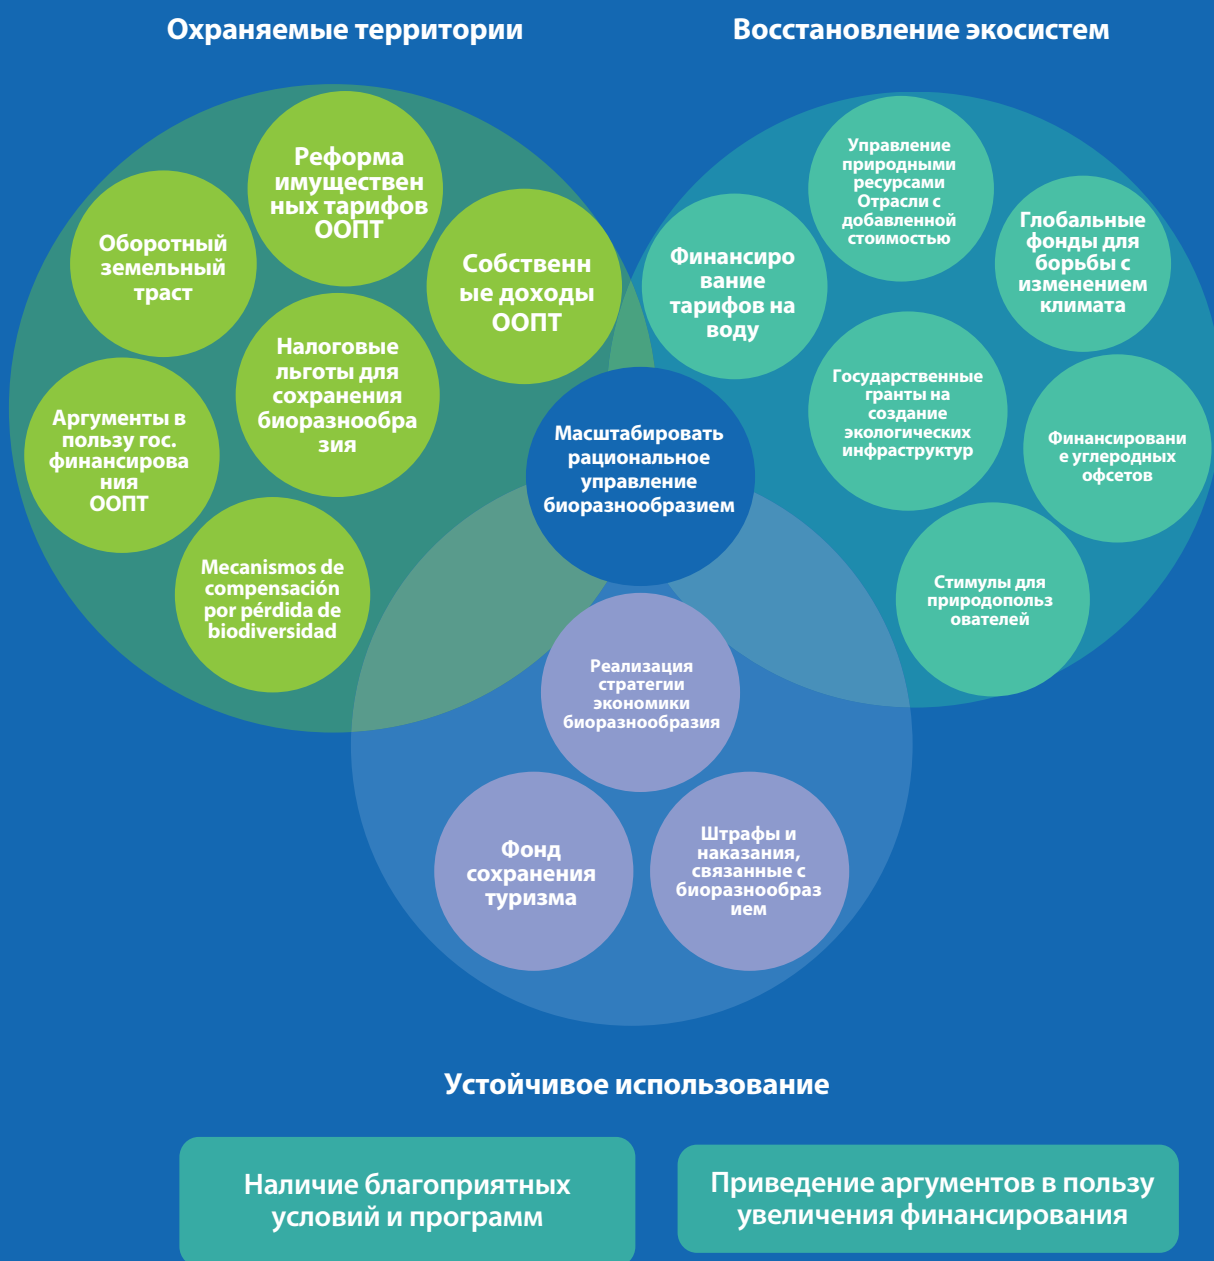 Охраняемые территории
Восстановление экосистем
Реформа
имуществен
ных тарифов
ООПТ
Оборотный
земельный
траст
Собственн
ые доходы
ООПТ
Налоговые
льготы для
сохранения
биоразнообра
зия
Аргументы в
пользу гос.
финансирова
ния
ООПТ
Mecanismos de
compensación
por pérdida de
biodiversidad
Управление
природными
ресурсами
Отрасли с
добавленной
стоимостью
Финансиро
вание
тарифов на
воду
Глобальные
фонды для
борьбы с
изменением
климата
Государственные
гранты на
создание
экологических
инфраструктур
Финансировани
е углеродных
офсетов
Стимулы для
природопольз
ователей
Масштабировать
рациональное
управление
биоразнообразием
Реализация
стратегии
экономики
биоразнообразия
Фонд
сохранения
туризма
Штрафы и
наказания,
связанные с
биоразнообраз
ием
Устойчивое использование
Наличие благоприятных
условий и программ
Приведение аргументов в пользу
увеличения финансирования